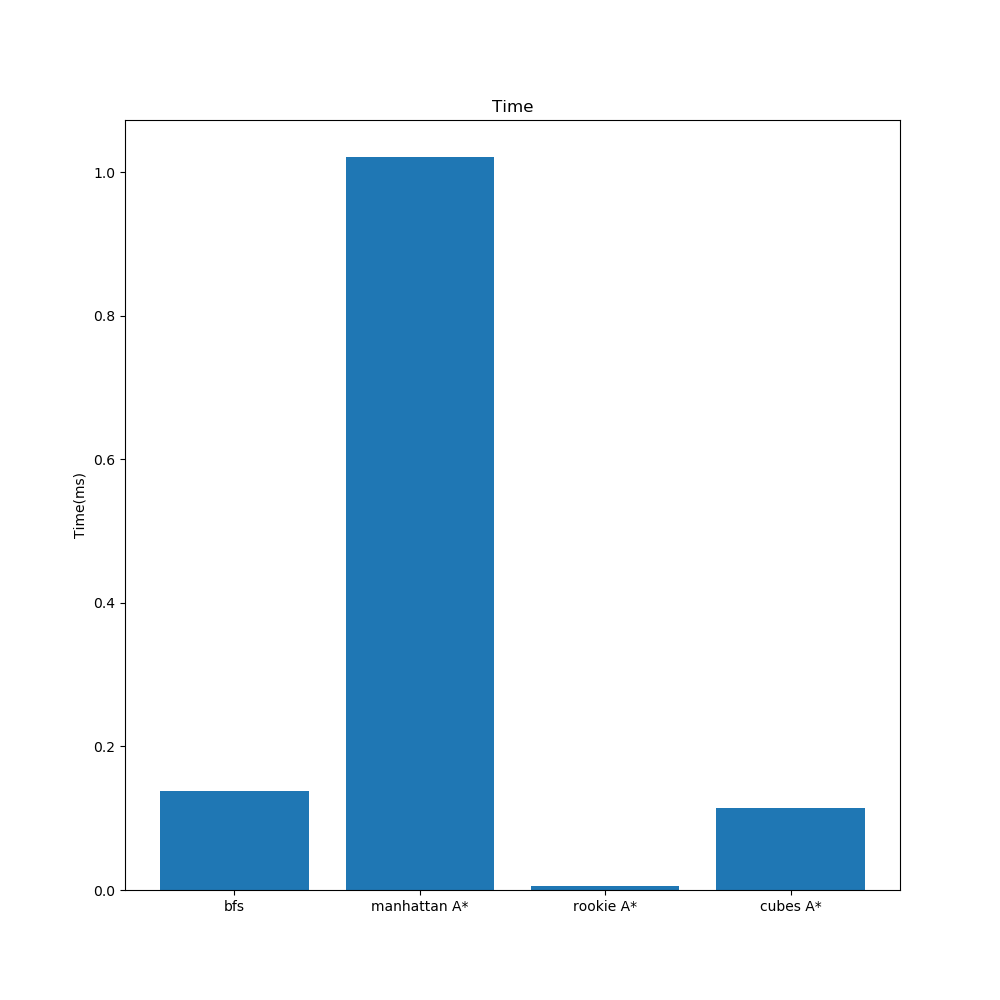 Time
Time(ms)
1.0
0.8
0.6
0.4
0.2
0.0
bfs
manhattan A*
rookie A*
cubes A*